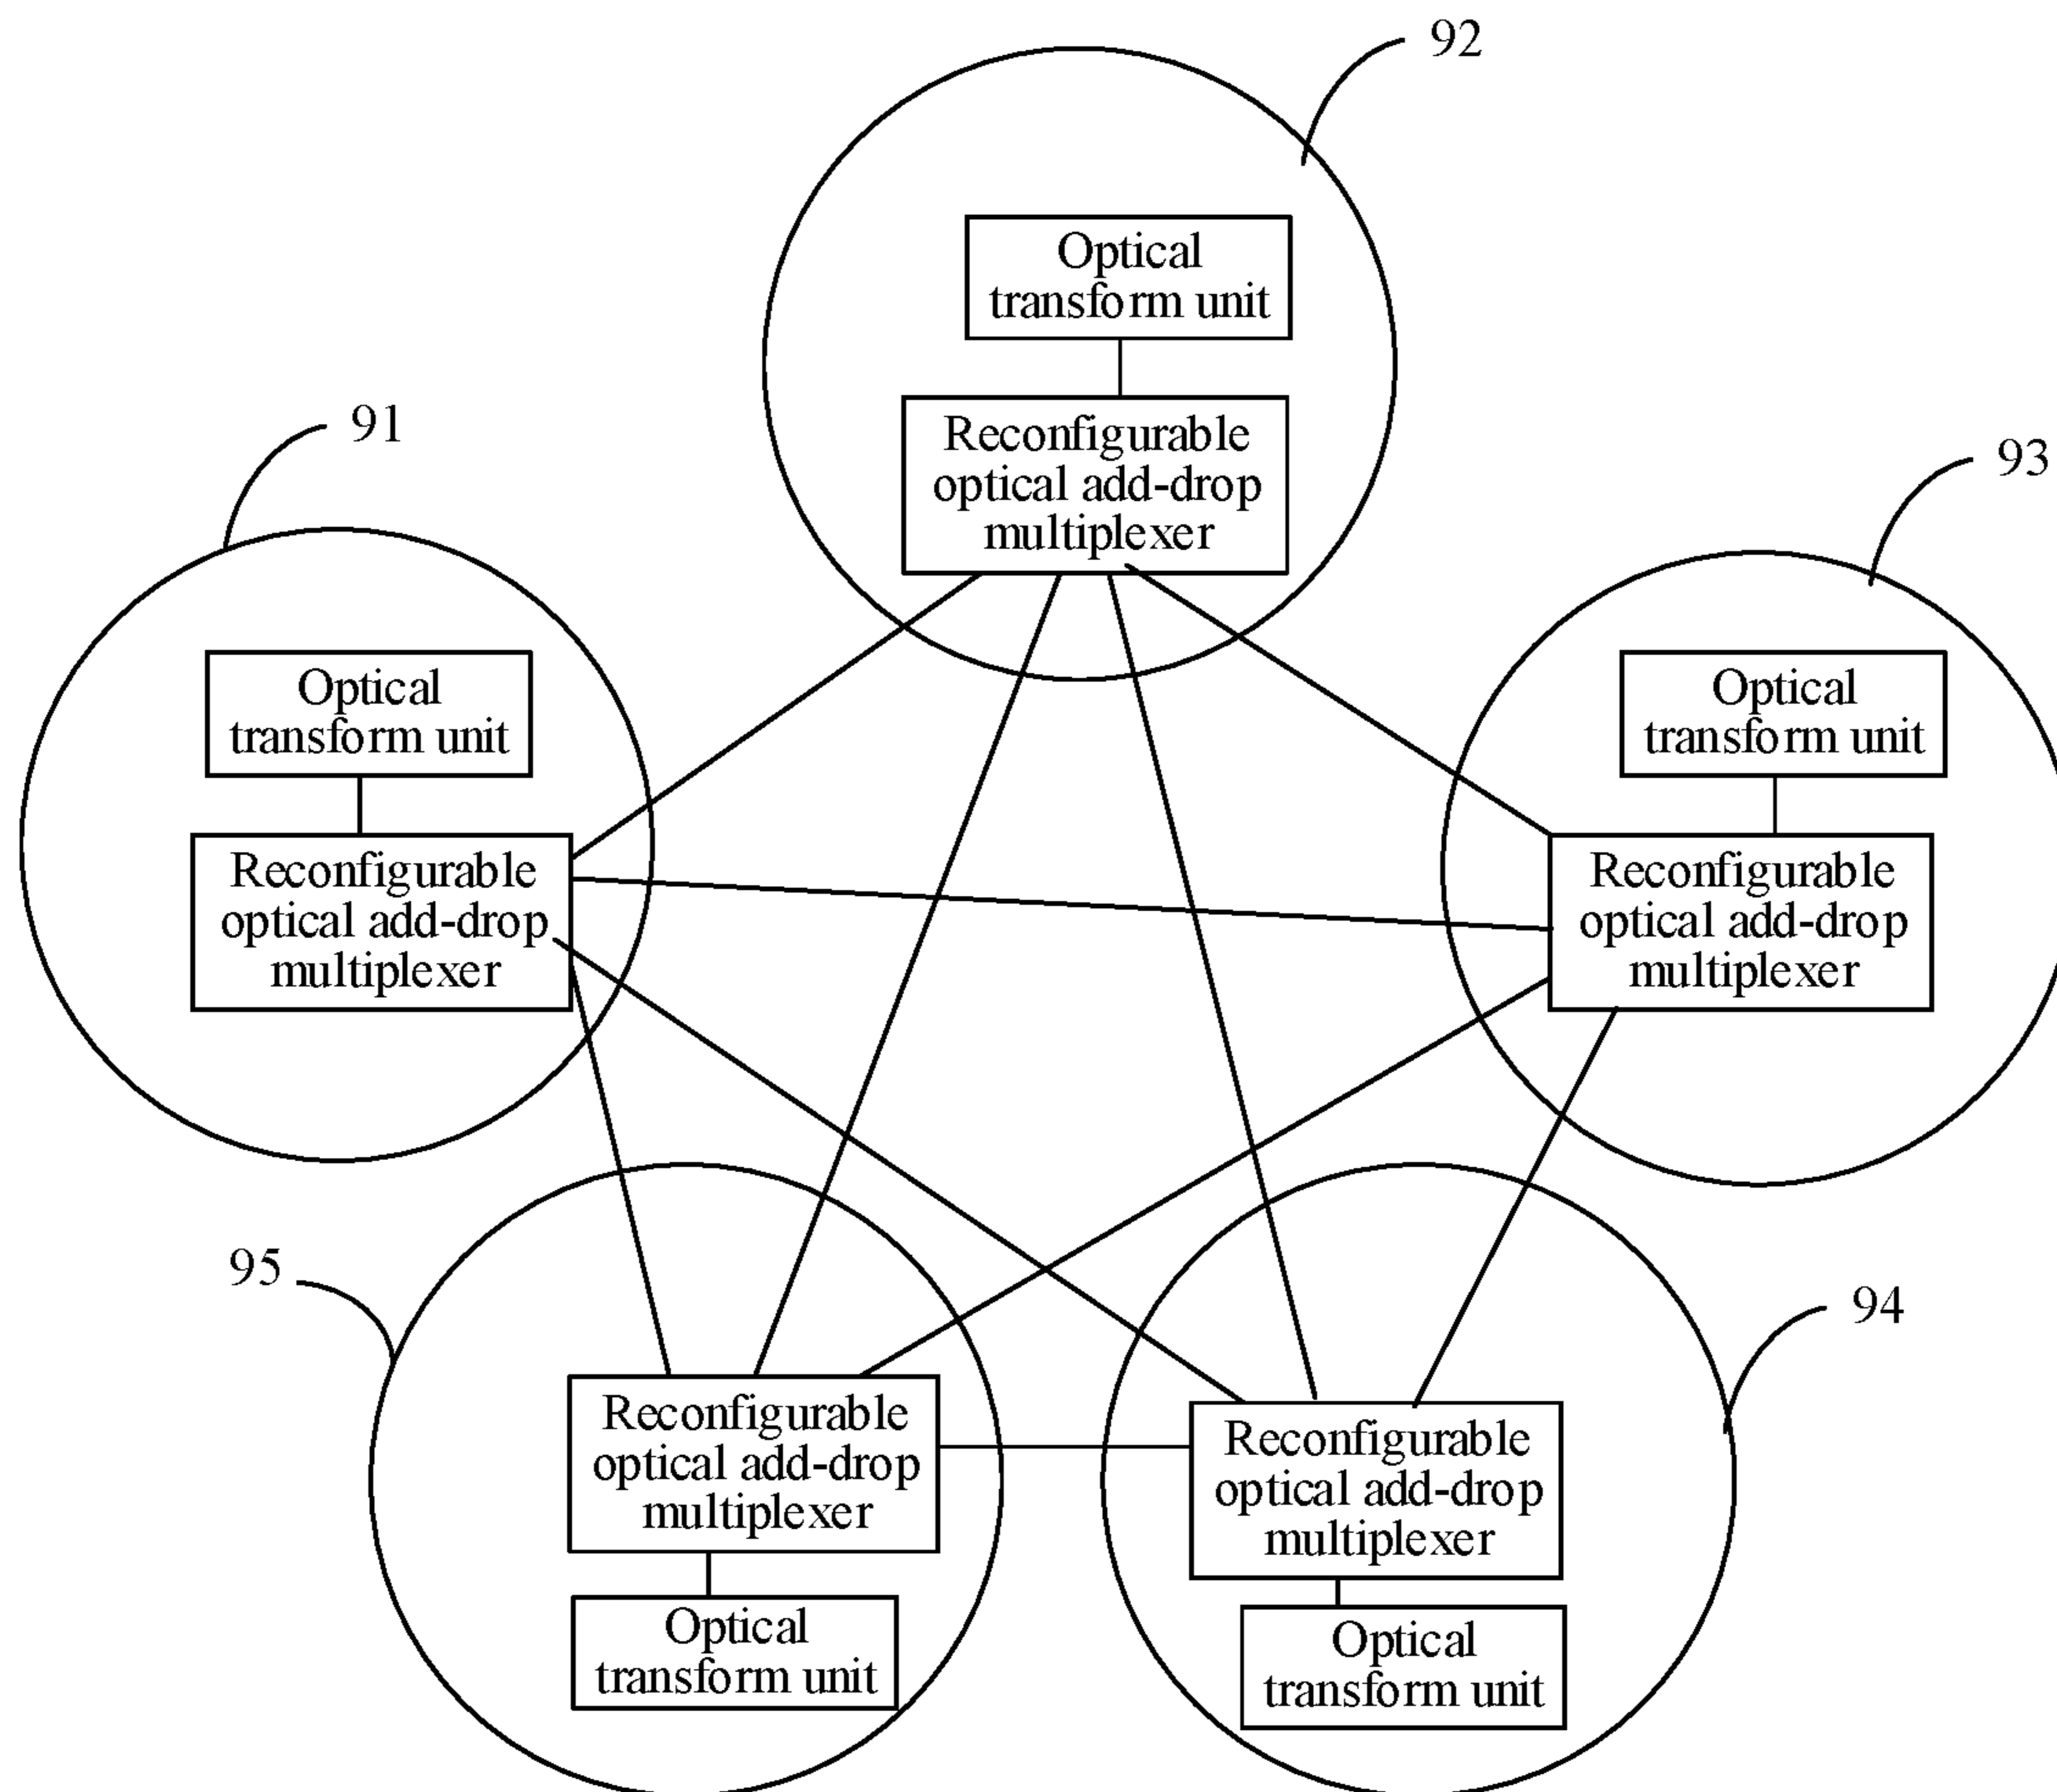 92
Optical
transform unit
Reconfigurable
optical add-drop
multiplexer
91
Optical
transform unit
Reconfigurable
optical add-drop
multiplexer
93
Optical
transform unit
Reconfigurable
optical add-drop
multiplexer
95
Reconfigurable
optical add-drop
multiplexer
Optical
transform unit
94
Reconfigurable
optical add-drop
multiplexer
Optical
transform unit